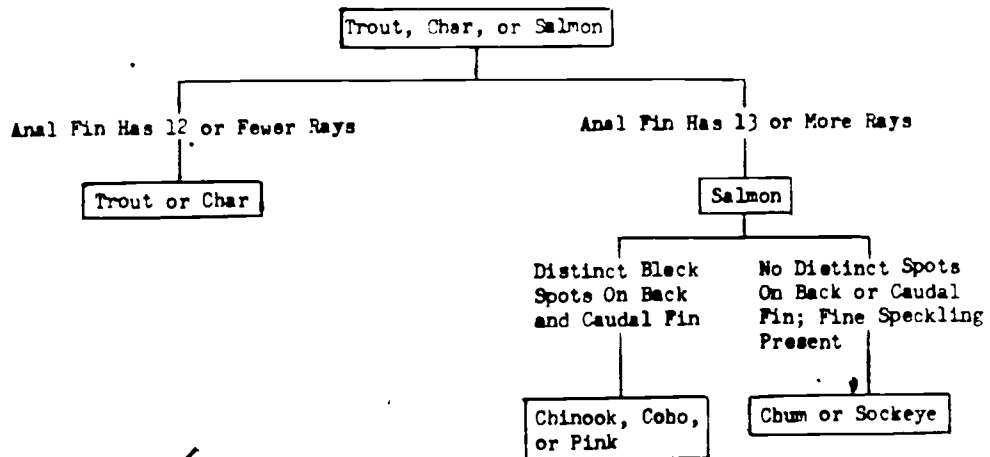 Trout, Char, or Salmon
Anal Fin Has 12 or Fewer Rays
Anal Fin Has 13 or More Rays
Trout or Char
Salmon
Distinct Black
Spots On Back
and Caudal Fin
No Distinct Spots
On Back or Caudal
Fin; Fine Speckling
Present
Chinook, Coho,
or Pink
Chum or Sockeye